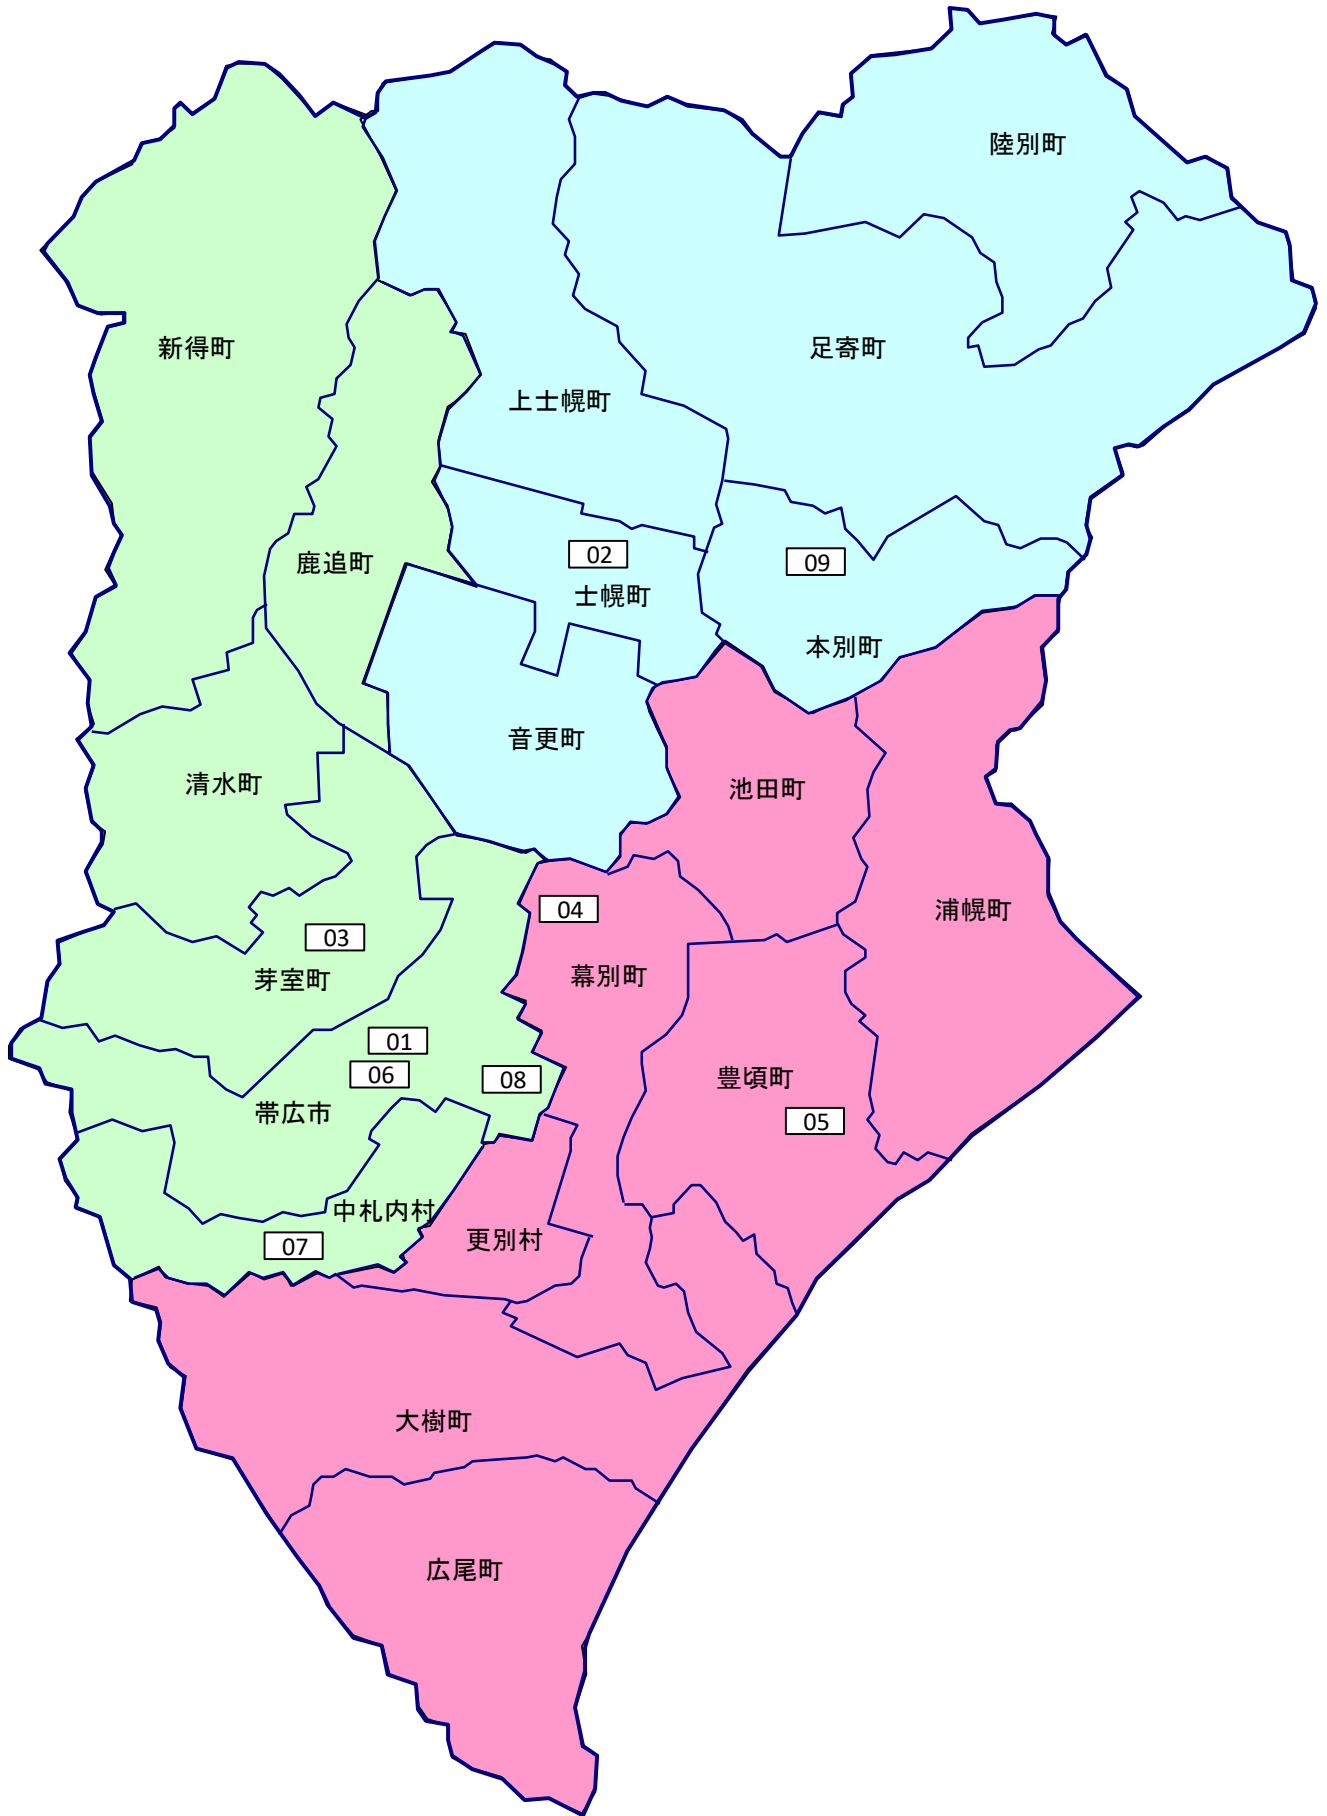 陸別町
新得町
足寄町
上士幌町
02
09
鹿追町
士幌町
本別町
音更町
清水町
池田町
04
浦幌町
03
芽室町
幕別町
01
06
08
豊頃町
帯広市
05
中札内村
07
更別村
大樹町
広尾町